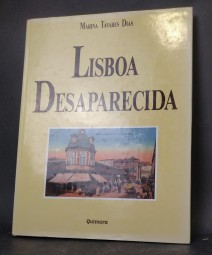 MARINA TAVARES DIAS
LISBOA
DESAPARECIDA
Quimera